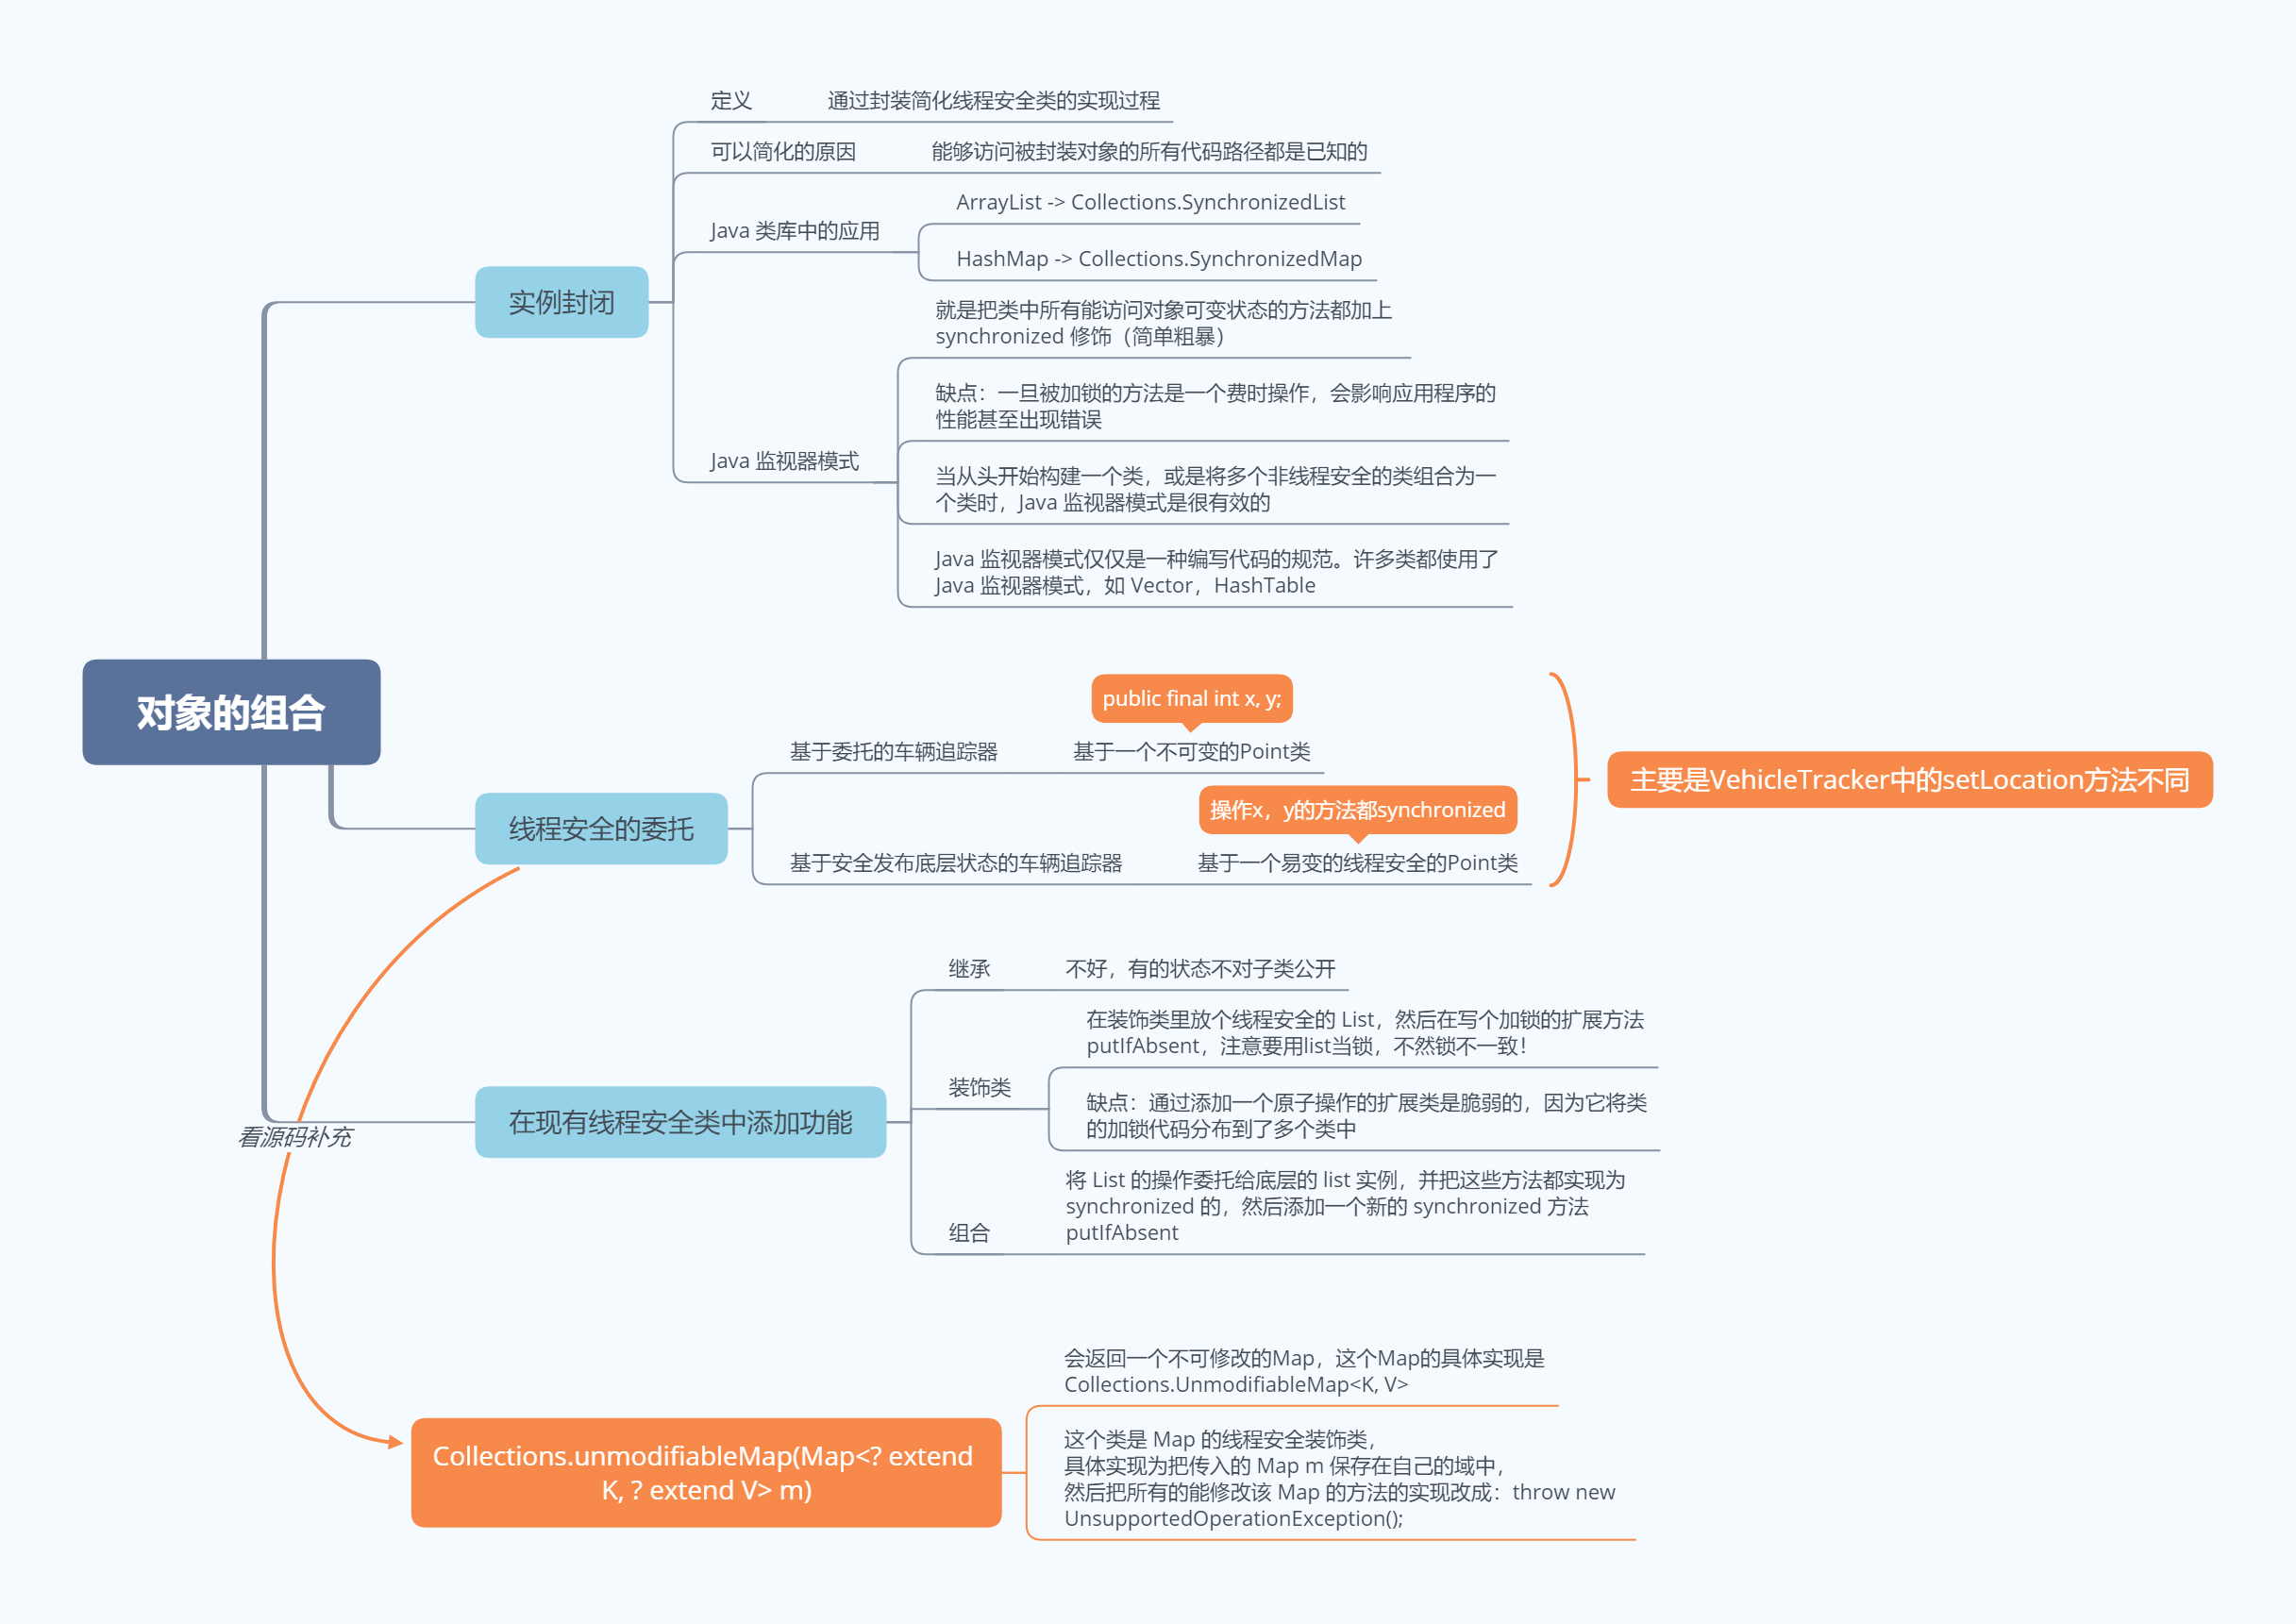 对象的组合
实例封闭
定义
通过封装简化线程安全类的实现过程
可以简化的原因
能够访问被封装对象的所有代码路径都是已知的
Java 类库中的应用
ArrayList -> Collections.SynchronizedList
HashMap -> Collections.SynchronizedMap
Java 监视器模式
就是把类中所有能访问对象可变状态的方法都加上
synchronized 修饰（简单粗暴）
缺点：一旦被加锁的方法是一个费时操作，会影响应用程序的
性能甚至出现错误
当从头开始构建一个类，或是将多个非线程安全的类组合为一
个类时，Java 监视器模式是很有效的
Java 监视器模式仅仅是一种编写代码的规范。许多类都使用了
Java 监视器模式，如 Vector，HashTable
线程安全的委托
基于委托的车辆追踪器
public final int x, y;
基于一个不可变的Point类
基于安全发布底层状态的车辆追踪器
操作x，y的方法都synchronized
基于一个易变的线程安全的Point类
主要是VehicleTracker中的setLocation方法不同
在现有线程安全类中添加功能
继承
不好，有的状态不对子类公开
装饰类
在装饰类里放个线程安全的 List，然后在写个加锁的扩展方法
putIfAbsent，注意要用list当锁，不然锁不一致！
缺点：通过添加一个原子操作的扩展类是脆弱的，因为它将类
的加锁代码分布到了多个类中
组合
将 List 的操作委托给底层的 list 实例，并把这些方法都实现为
synchronized 的，然后添加一个新的 synchronized 方法
putIfAbsent
看源码补充
Collections.unmodifiableMap(Map<? extend
K, ? extend V> m)
会返回一个不可修改的Map，这个Map的具体实现是
Collections.UnmodifiableMap<K, V>
这个类是 Map 的线程安全装饰类，
具体实现为把传入的 Map m 保存在自己的域中，
然后把所有的能修改该 Map 的方法的实现改成：throw new
UnsupportedOperationException();